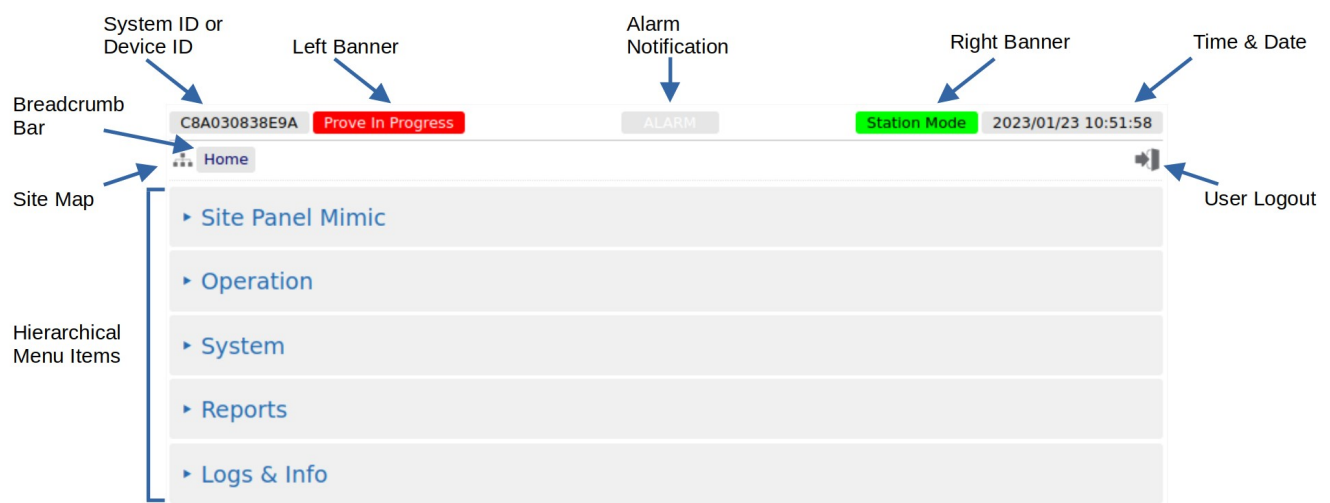 System ID or
Device ID
Left Banner
Alarm
Notification
Right Banner
Time & Date
Breadcrumb
Bar
C8A030838E9A
Prove In Progress
ALARM
Station Mode
2023/01/23 10:51:58
Home
Site Map
User Logout
Site Panel Mimic
Operation
Hierarchical
Menu Items
System
Reports
Logs & Info